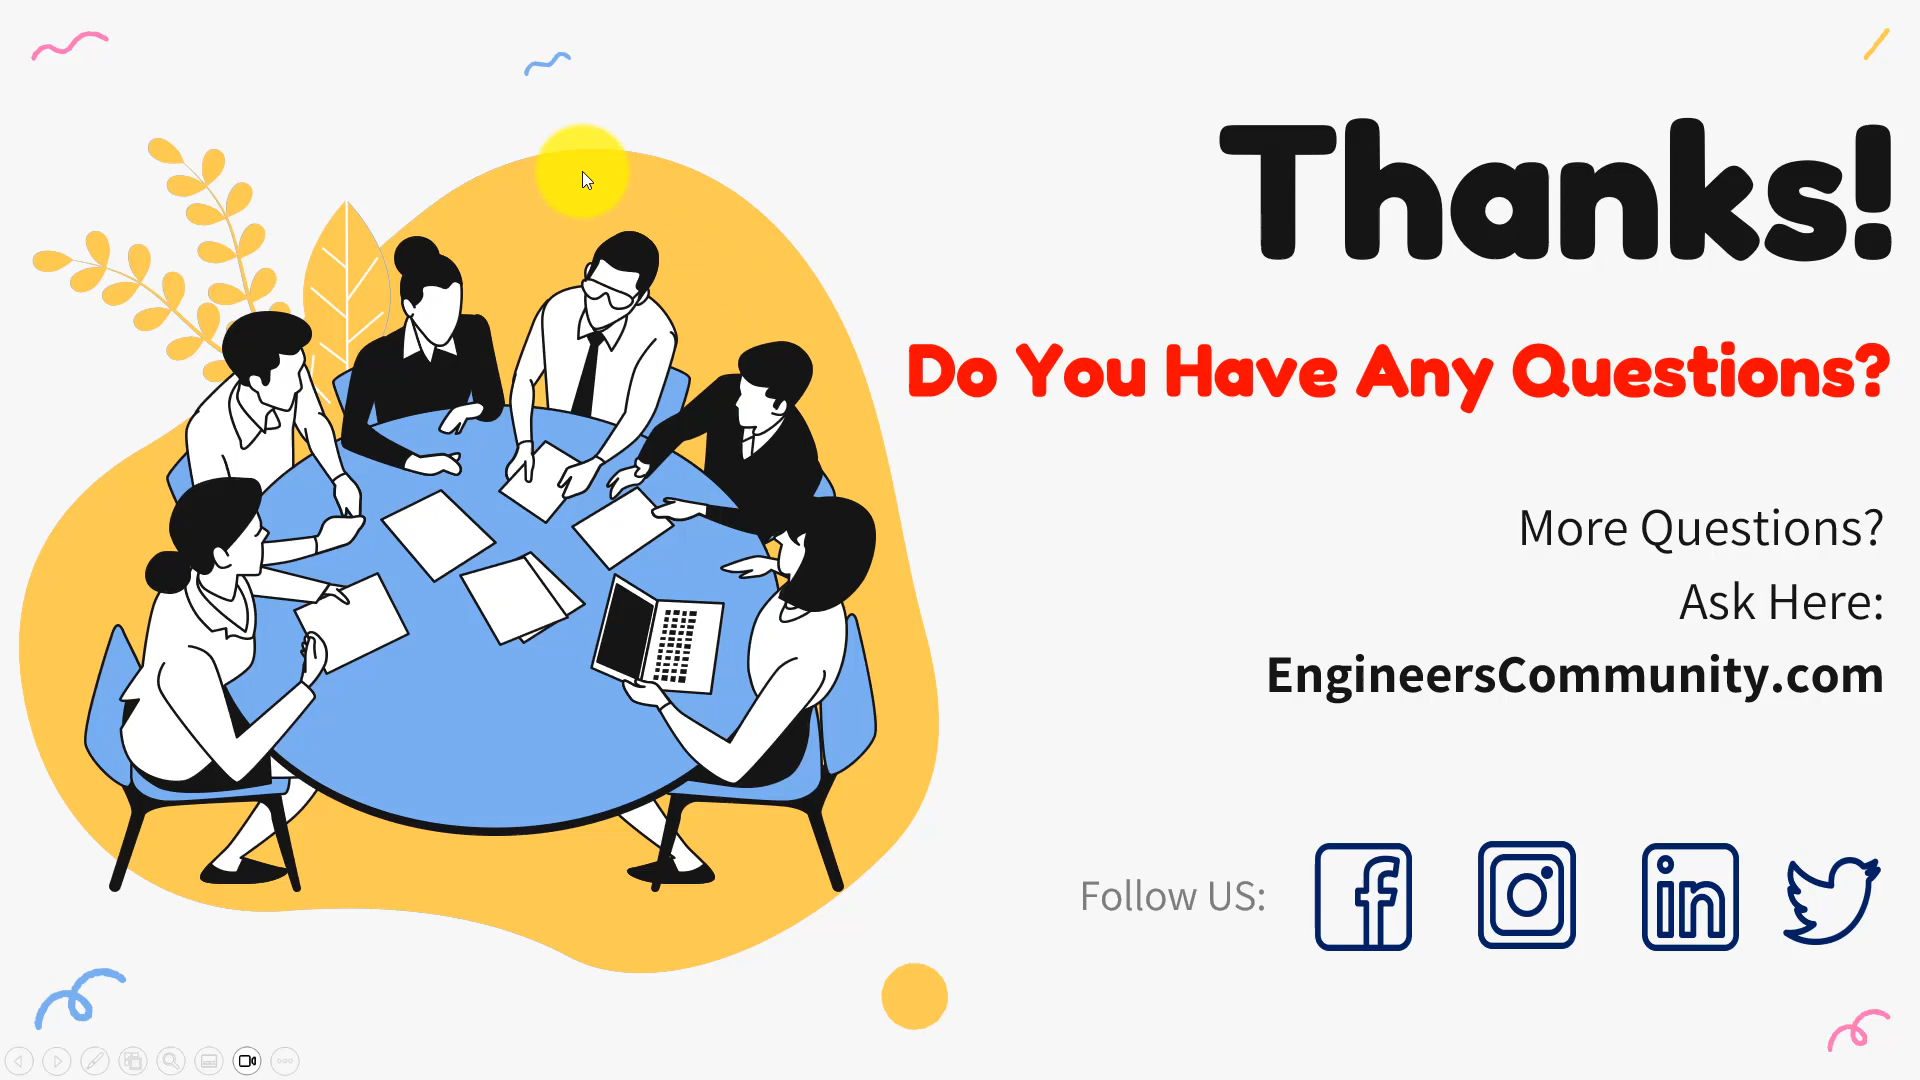 Thanks!
Do You Have Any Questions?
More Questions?
Ask Here:
EngineersCommunity.com
Follow US: